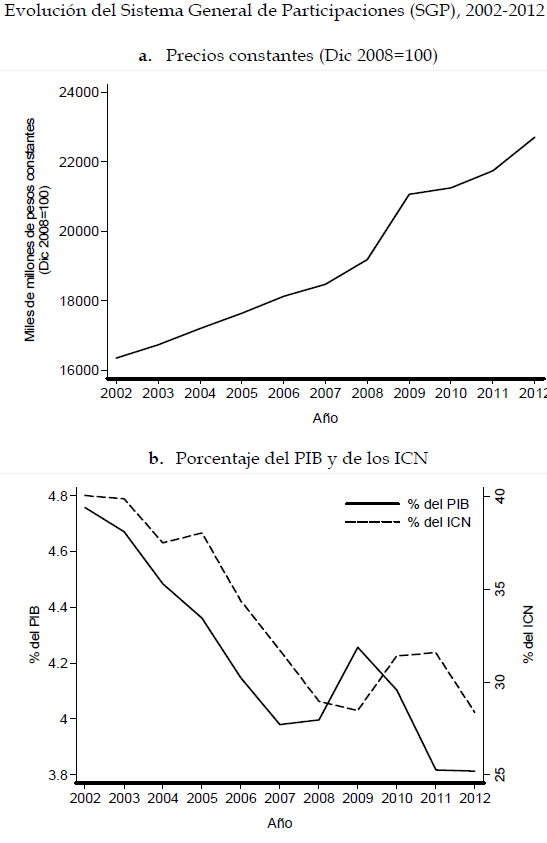 Evolución del Sistema General de Participaciones (SGP), 2002-2012
a. Precios constantes (Dic 2008=100)
Miles de millones de pesos constantes
(Dic 2008=100)
24000
22000
20000
18000
16000
2002 2003 2004 2005 2006 2007 2008 2009 2010 2011 2012
Año
b. Porcentaje del PIB y de los ICN
% del PIB
4.8
4.6
4.4
4.2
4
3.8
% del PIB
% del ICN
40
35
30
25
% del ICN
2002 2003 2004 2005 2006 2007 2008 2009 2010 2011 2012
Año